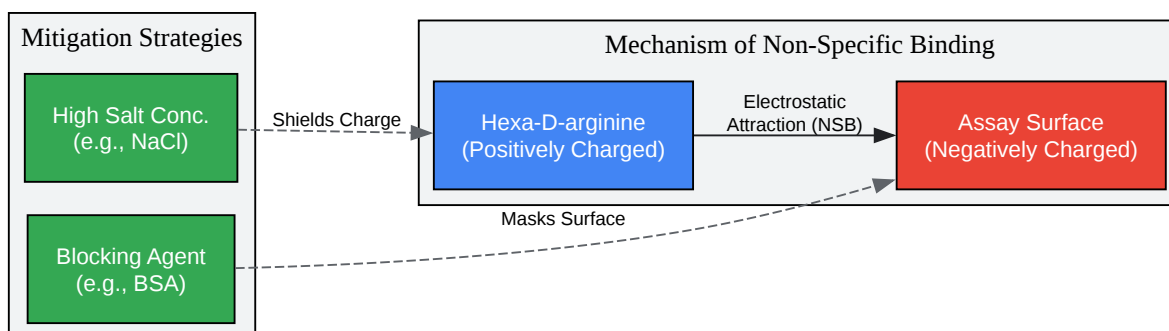 Mitigation Strategies
High Salt Conc.
(e.g., NaCl)
Blocking Agent
(e.g., BSA)
Shields Charge
Masks Surface
Mechanism of Non-Specific Binding
Hexa-D-arginine
(Positively Charged)
Electrostatic
Attraction (NSB)
Assay Surface
(Negatively Charged)